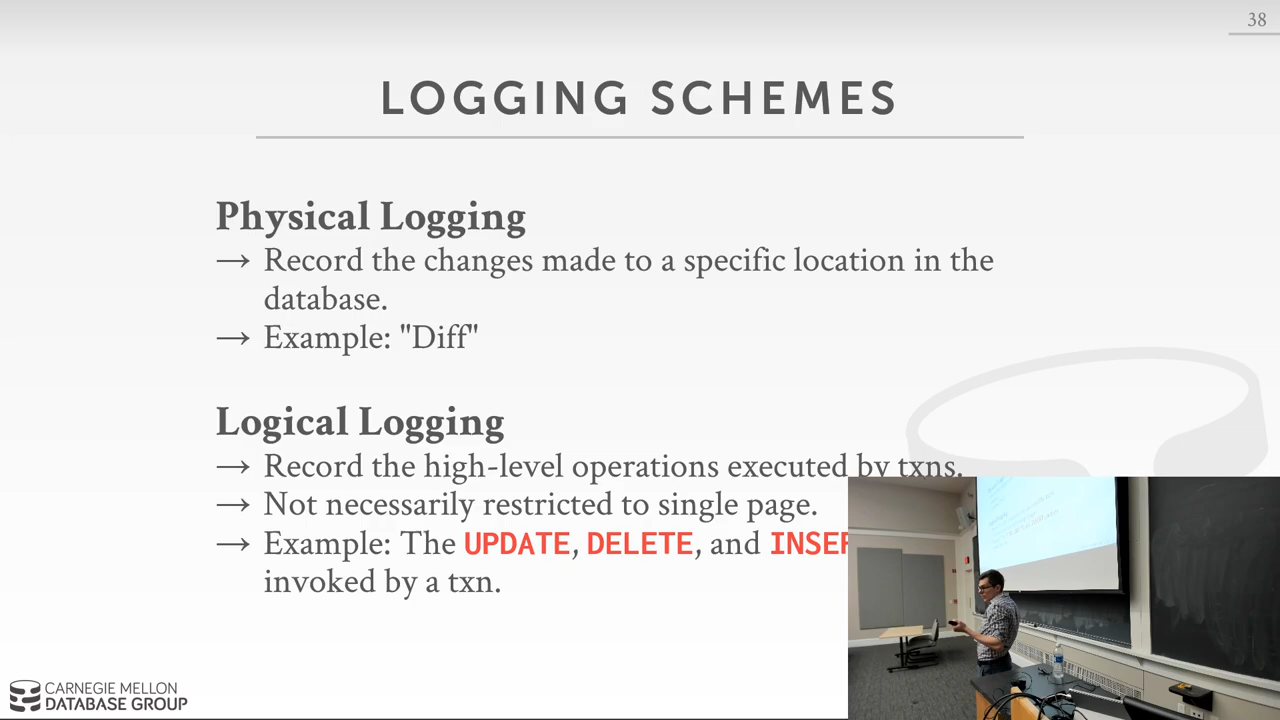 38
LOGGING SCHEMES
Physical Logging
→ Record the changes made to a specific location in the
database.
→ Example: "Diff"
Logical Logging
→ Record the high-level operations executed by txns.
→ Not necessarily restricted to single page.
→ Example: The UPDATE, DELETE, and
invoked by a txn.
CARNEGIE MELLON
DATABASE GROUP